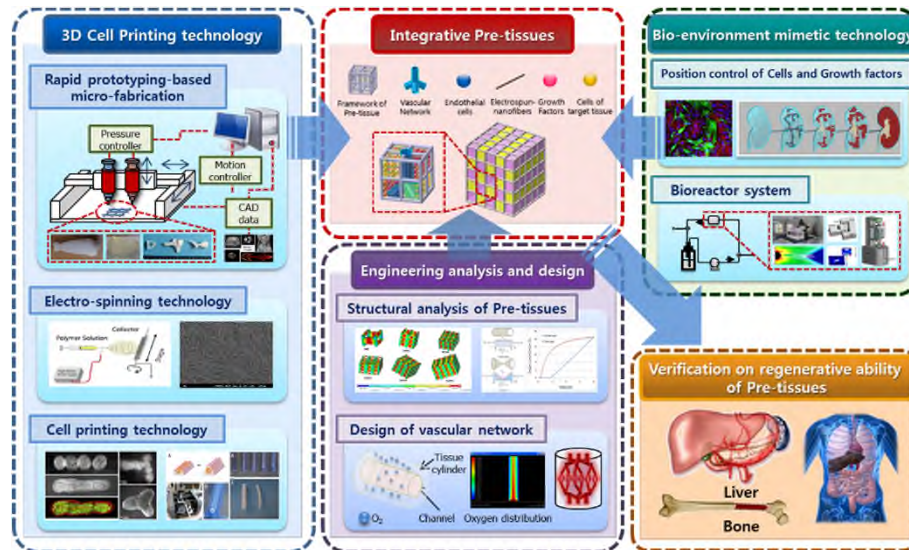 3D Cell Printing technology
Rapid prototyping-based
micro-fabrication
Pressure
controller
Motion
controller
CAD
data
Electro-spinning technology
Polymer Solution
Collector
Cell printing technology
Integrative Pre-tissues
Framework of
Pre-tissue
Vascular
Network
Endothelial
cells
Electrospun-
nanofibers
Growth
Factors
Cells of
target tissue
Engineering analysis and design
Structural analysis of Pre-tissues
Design of vascular network
Tissue
cylinder
O₂
Channel
Oxygen distribution
Bio-environment mimetic technology
Position control of Cells and Growth factors
Bioreactor system
Verification on regenerative ability
of Pre-tissues
Liver
Bone